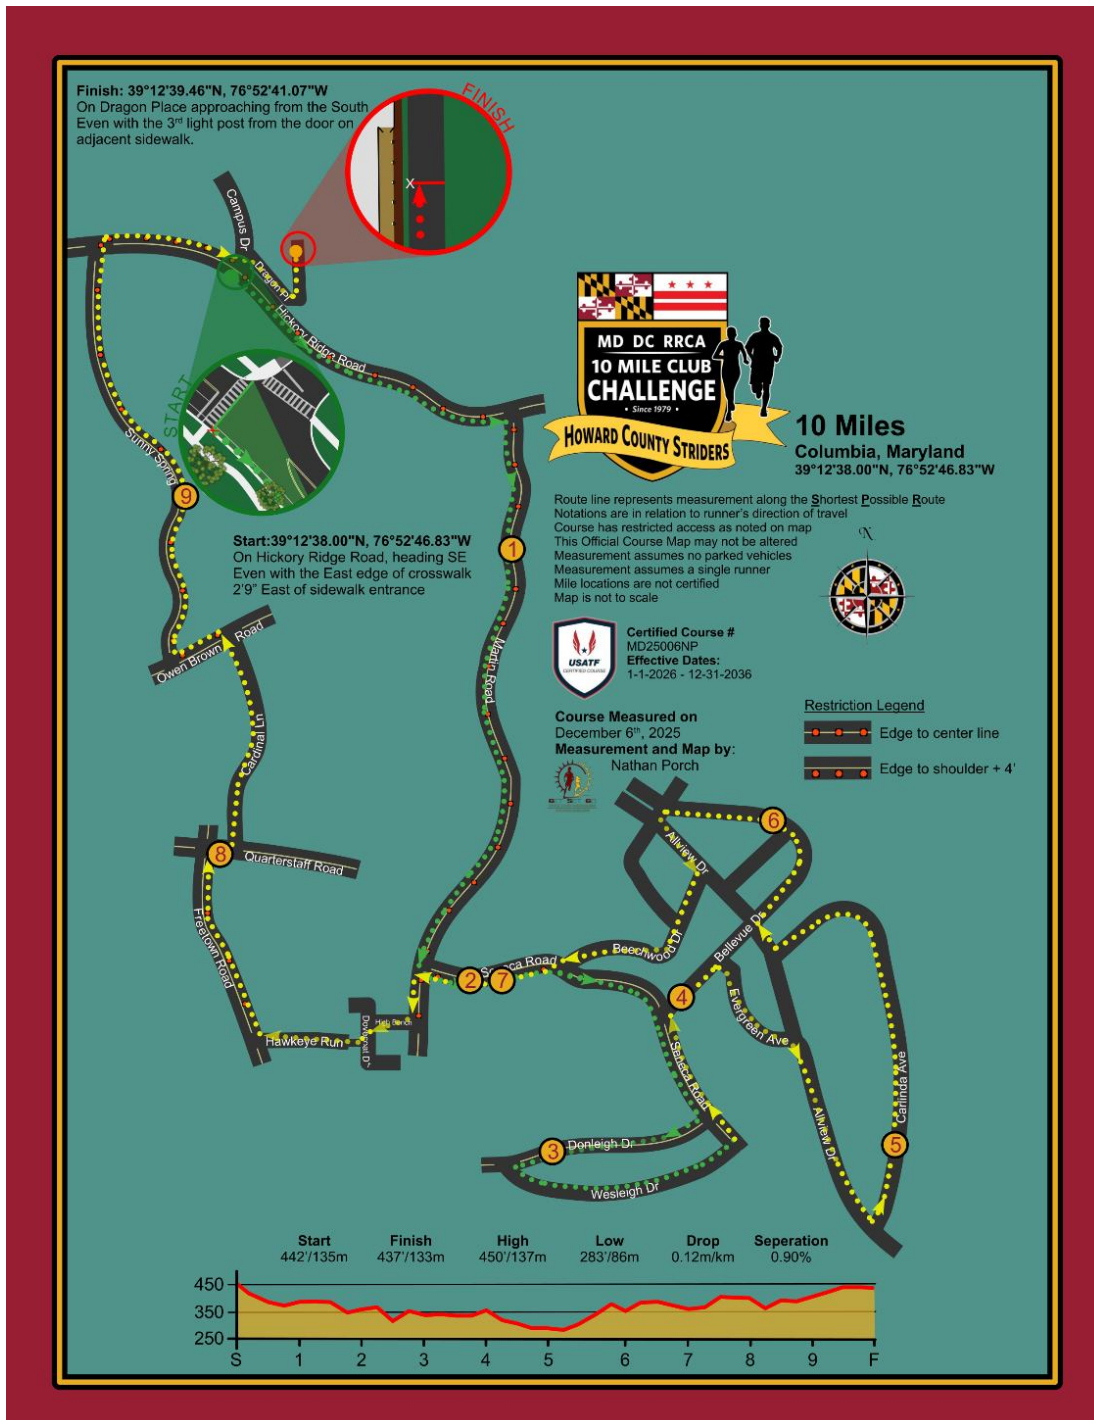 Finish: 39°12'39.46"N, 76°52'41.07"W
On Dragon Place approaching from the South
Even with the 3rd light post from the door on
adjacent sidewalk.
FINISH
X
Campus Dr
Dragon Pl
Hickory Ridge Road
START
Sunny Spring
9
Start:39°12'38.00"N, 76°52'46.83"W
On Hickory Ridge Road, heading SE
Even with the East edge of crosswalk
2'9" East of sidewalk entrance
MD DC RRCA
10 MILE CLUB
CHALLENGE
• Since 1979 •
HOWARD COUNTY STRIDERS
10 Miles
Columbia, Maryland
39°12'38.00"N, 76°52'46.83"W
Route line represents measurement along the Shortest Possible Route
Notations are in relation to runner's direction of travel
Course has restricted access as noted on map
This Official Course Map may not be altered
Measurement assumes no parked vehicles
Measurement assumes a single runner
Mile locations are not certified
Map is not to scale
N
1
USATF
CERTIFIED COURSE
Certified Course #
MD25006NP
Effective Dates:
1-1-2026 - 12-31-2036
Course Measured on
December 6th, 2025
Measurement and Map by:
Nathan Porch
Restriction Legend
Edge to center line
Edge to shoulder + 4'
Owen Brown Road
Martin Road
Cardinal Ln
8
Quarterstaff Road
Freetown Road
Hawkeye Run
Seneca Road
2
7
Beechwood Dr
Allview Dr
6
Bellevue Dr
4
Evergreen Ave
Seneca Road
Allview Dr
Carlinda Ave
5
3
Donleigh Dr
Wesleigh Dr
Start Finish High Low Drop Seperation
442'/135m 437'/133m 450'/137m 283'/86m 0.12m/km 0.90%
450
350
250
S 1 2 3 4 5 6 7 8 9 F